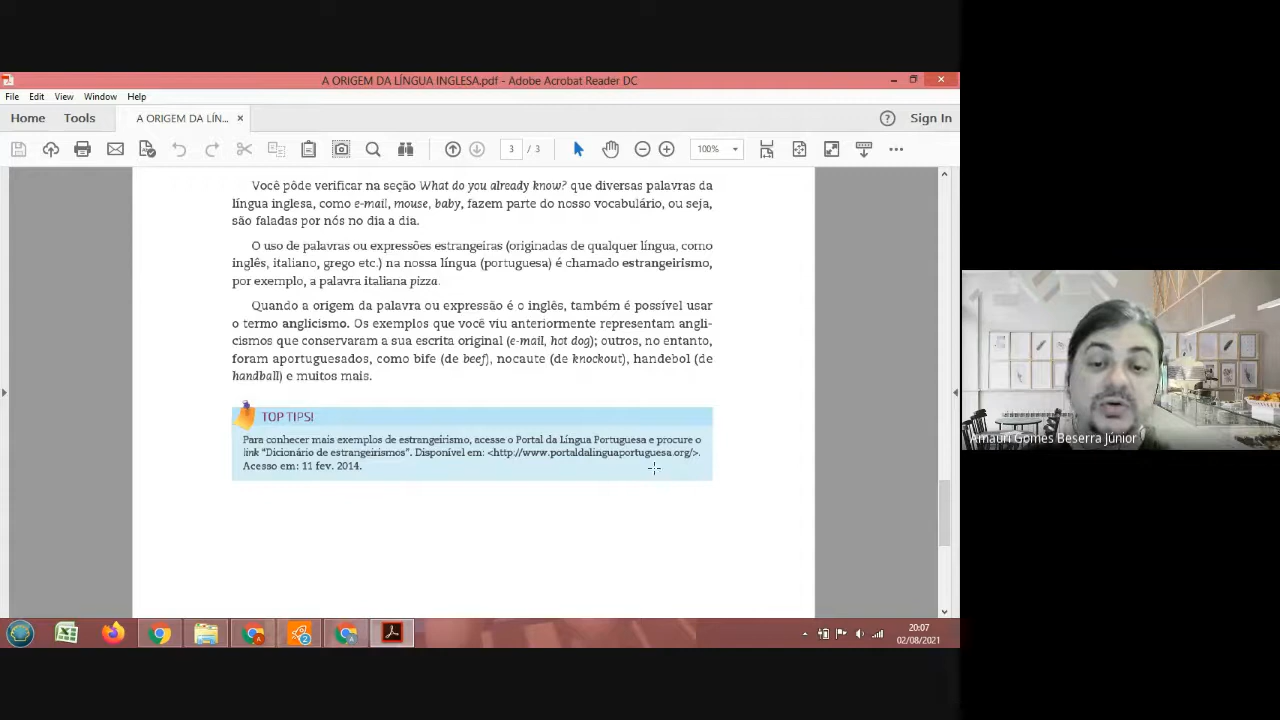 A ORIGEM DA LÍNGUA INGLESA.pdf - Adobe Acrobat Reader DC
File Edit View Window Help
Home Tools A ORIGEM DA LÍN... × Sign In
3 / 3 100%
Você pôde verificar na seção What do you already know? que diversas palavras da
língua inglesa, como e-mail, mouse, baby, fazem parte do nosso vocabulário, ou seja,
são faladas por nós no dia a dia.
O uso de palavras ou expressões estrangeiras (originadas de qualquer língua, como
inglês, italiano, grego etc.) na nossa língua (portuguesa) é chamado estrangeirismo,
por exemplo, a palavra italiana pizza.
Quando a origem da palavra ou expressão é o inglês, também é possível usar
o termo anglicismo. Os exemplos que você viu anteriormente representam angli-
cismos que conservaram a sua escrita original (e-mail, hot dog); outros, no entanto,
foram aportuguesados, como bife (de beef), nocaute (de knockout), handebol (de
handball) e muitos mais.
TOP TIPS!
Para conhecer mais exemplos de estrangeirismo, acesse o Portal da Língua Portuguesa e procure o
link "Dicionário de estrangeirismos". Disponível em: <http://www.portaldalinguaportuguesa.org/>.
Acesso em: 11 fev. 2014.
Amauri Gomes Beserra Júnior
20:07
02/08/2021